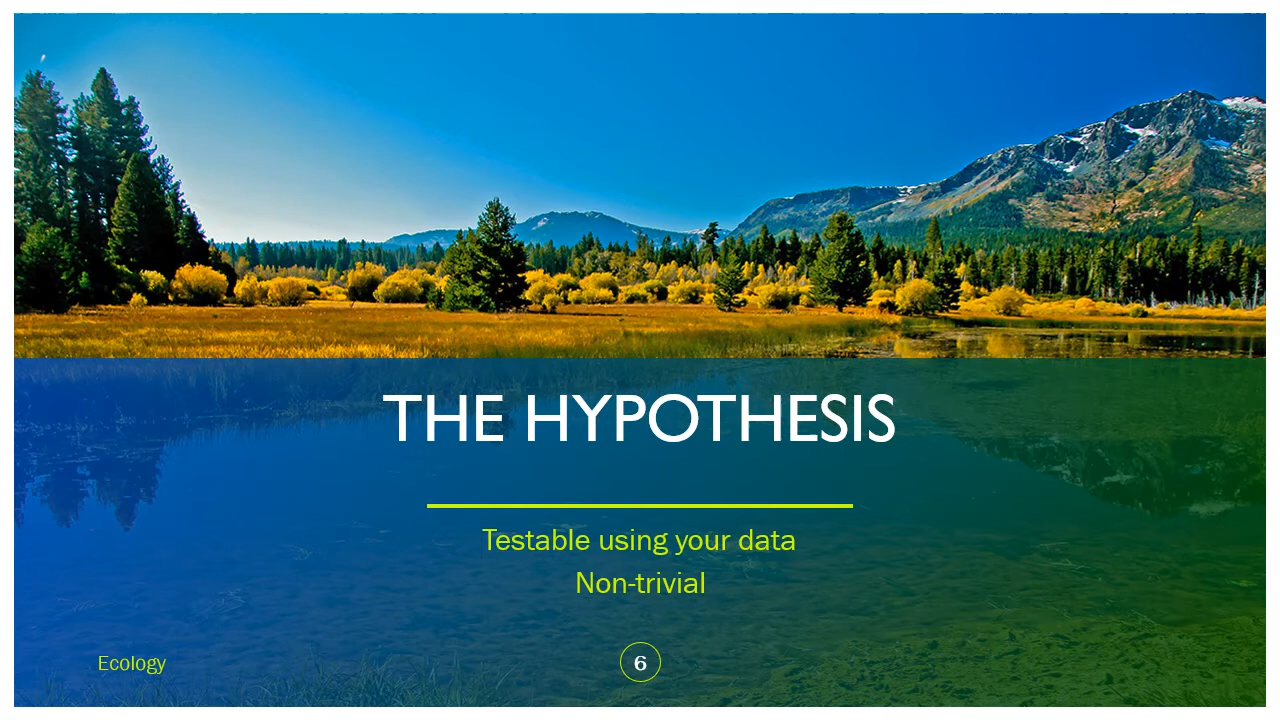 THE HYPOTHESIS
Testable using your data
Non-trivial
Ecology
6